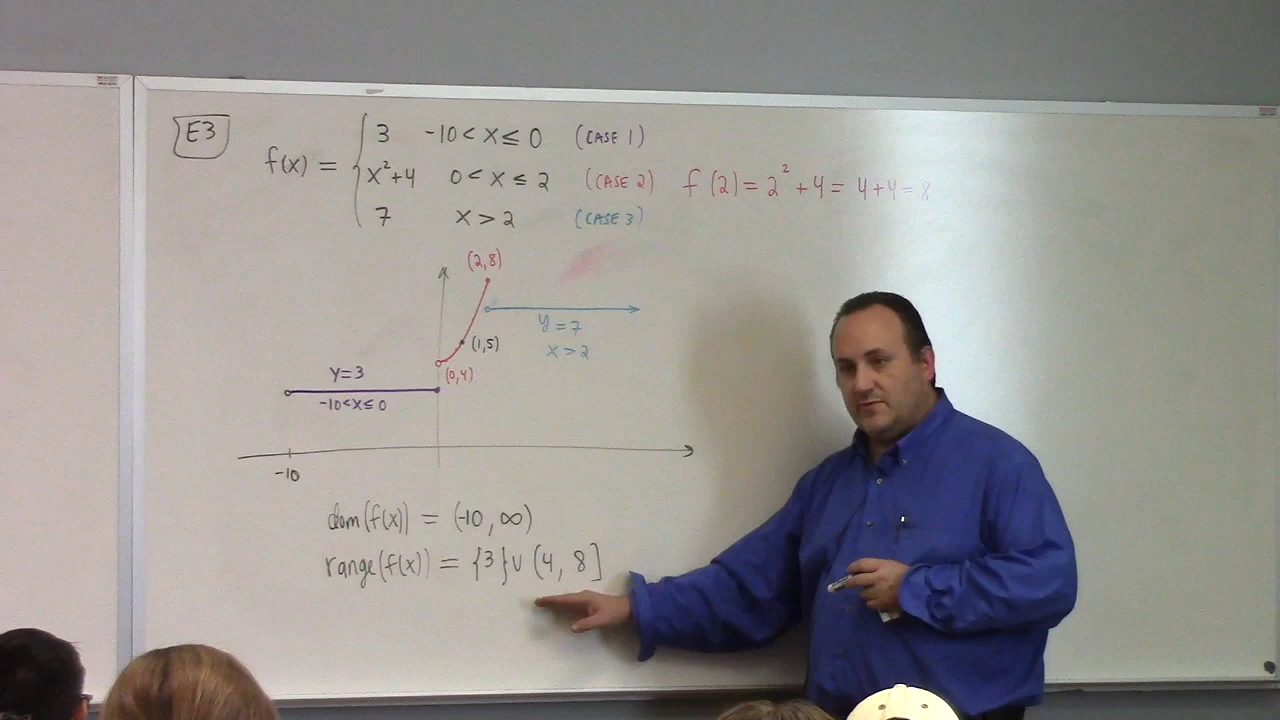 E3
f(x) =
3 -10 < x ≤ 0 (CASE 1)
x²+4 0 < x ≤ 2 (CASE 2) f(2) = 2² + 4 = 4+4 = 8
7 x > 2 (CASE 3)
(2,8)
y = 7
x > 2
(1,5)
(0,4)
y=3
-10<x≤0
-10
dom(f(x)) = (-10, ∞)
range(f(x)) = {3}∪(4, 8]